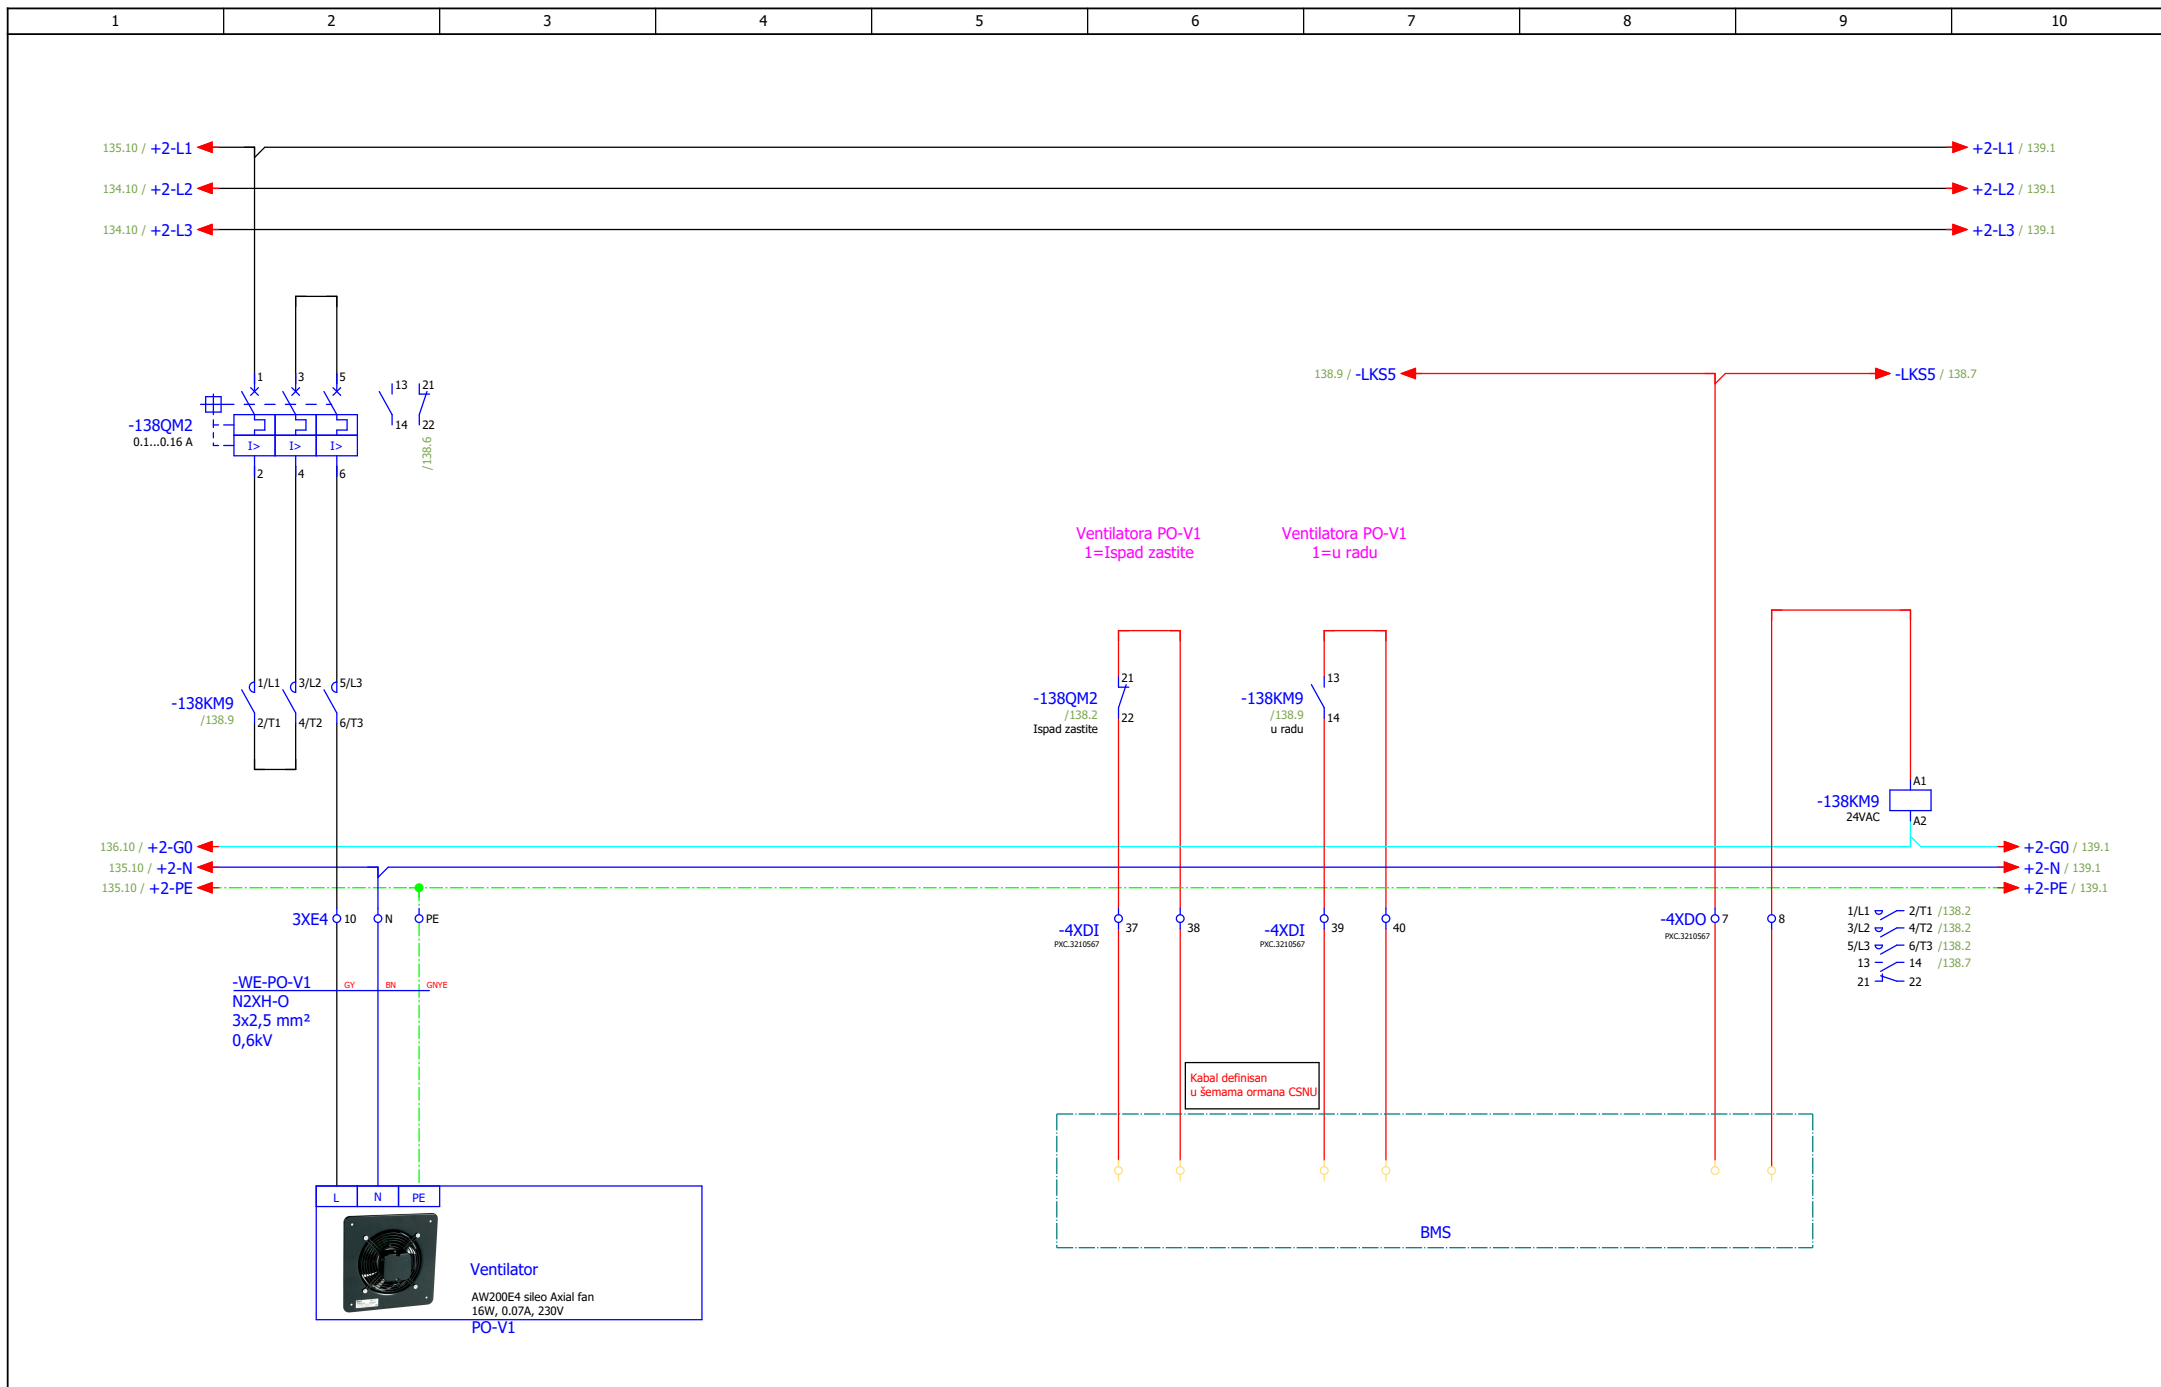 1 2 3 4 5 6 7 8 9 10
135.10 / +2-L1
+2-L1 / 139.1
134.10 / +2-L2
+2-L2 / 139.1
134.10 / +2-L3
+2-L3 / 139.1
138.9 / -LKS5
-LKS5 / 138.7
1 3 5
13 21
-138QM2
0.1...0.16 A
14 22
I> I> I>
/138.6
2 4 6
Ventilatora PO-V1
1=Ispad zastite
Ventilatora PO-V1
1=u radu
1/L1 3/L2 5/L3
-138KM9
/138.9
2/T1 4/T2 6/T3
21
-138QM2
/138.2
22
Ispad zastite
13
-138KM9
/138.9
14
u radu
A1
-138KM9
24VAC
A2
136.10 / +2-G0
+2-G0 / 139.1
135.10 / +2-N
+2-N / 139.1
135.10 / +2-PE
+2-PE / 139.1
3XE4 10 N PE
-4XDI 37 38
PXC.3210567
-4XDI 39 40
PXC.3210567
-4XDO 7 8
PXC.3210567
1/L1 2/T1 /138.2
3/L2 4/T2 /138.2
5/L3 6/T3 /138.2
13 14 /138.7
21 22
-WE-PO-V1 GY BN GNYE
N2XH-O
3x2,5 mm²
0,6kV
Kabal definisan
u šemama ormana CSNU
L N PE
BMS
Ventilator
AW200E4 sileo Axial fan
16W, 0.07A, 230V
PO-V1